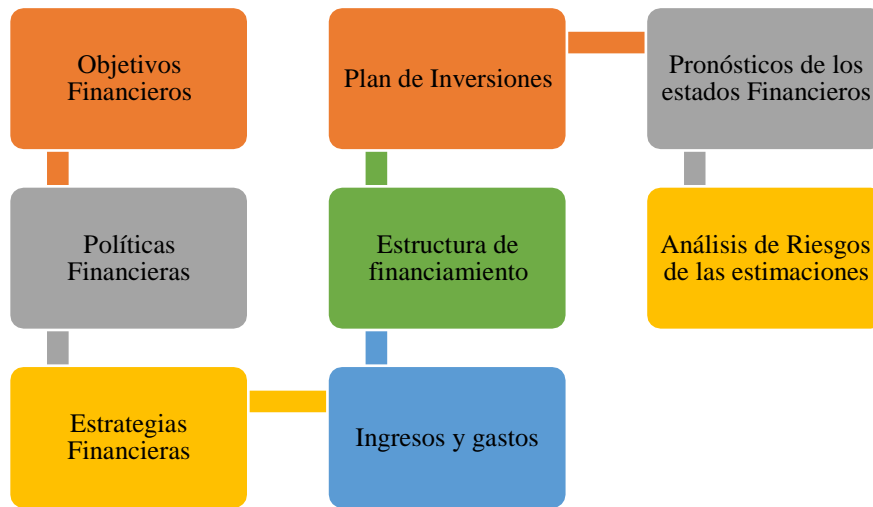 Objetivos
Financieros
Políticas
Financieras
Estrategias
Financieras
Ingresos y gastos
Estructura de
financiamiento
Plan de Inversiones
Pronósticos de los
estados Financieros
Análisis de Riesgos
de las estimaciones